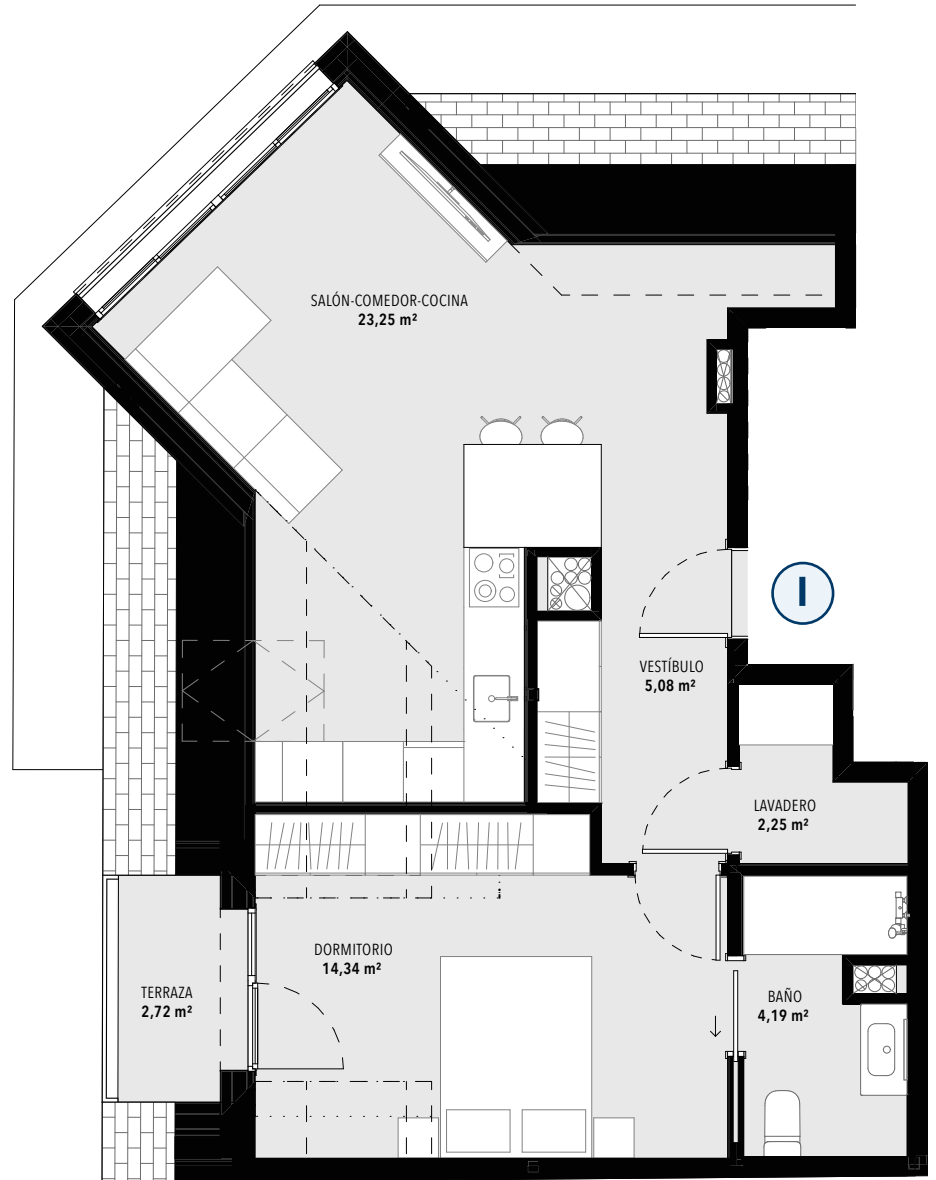 SALÓN-COMEDOR-COCINA
23,25 m²
I
VESTÍBULO
5,08 m²
LAVADERO
2,25 m²
DORMITORIO
14,34 m²
TERRAZA
2,72 m²
BAÑO
4,19 m²